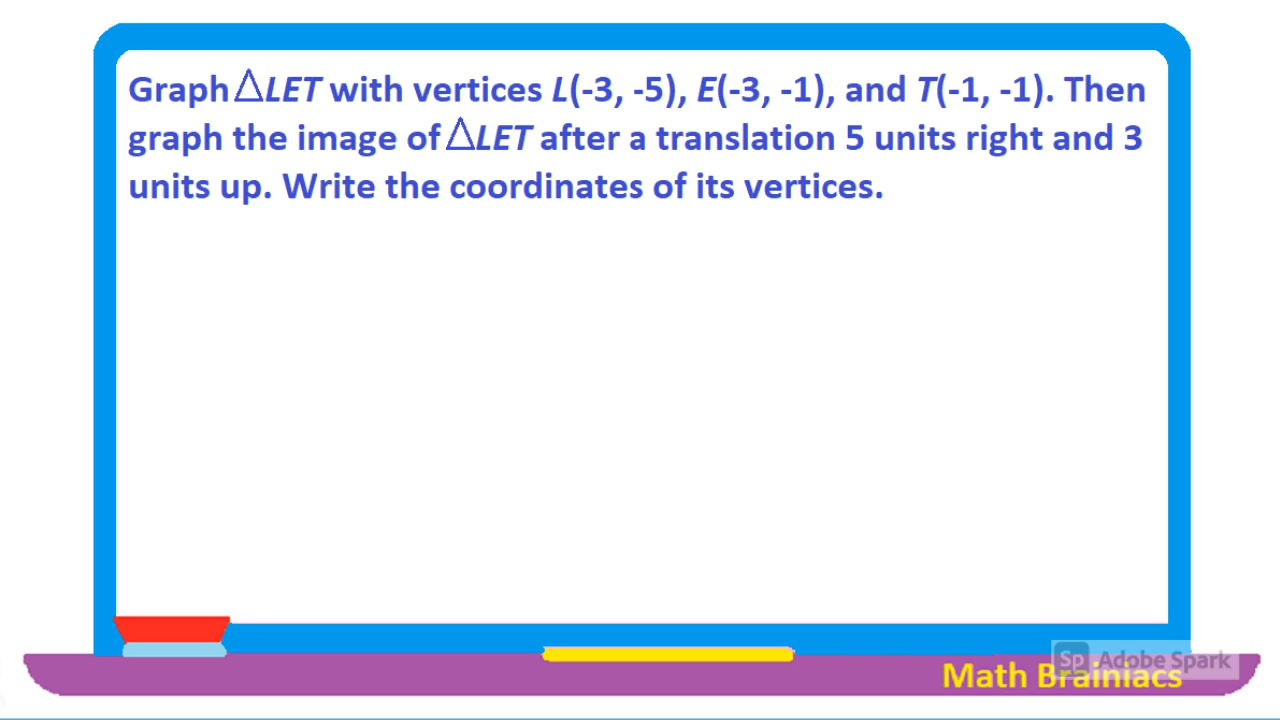 Graph △LET with vertices L(-3, -5), E(-3, -1), and T(-1, -1). Then
graph the image of △LET after a translation 5 units right and 3
units up. Write the coordinates of its vertices.
Sp Adobe Spark
Math Brainiacs